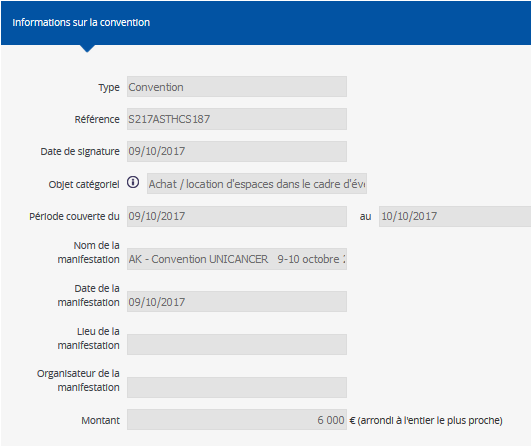 Informations sur la convention
Type Convention
Référence S217ASTHCS187
Date de signature 09/10/2017
Objet catégoriel Achat / location d'espaces dans le cadre d'év
Période couverte du 09/10/2017 au 10/10/2017
Nom de la
manifestation AK - Convention UNICANCER 9-10 octobre
Date de la
manifestation 09/10/2017
Lieu de la
manifestation
Organisateur de la
manifestation
Montant 6 000 € (arrondi à l'entier le plus proche)